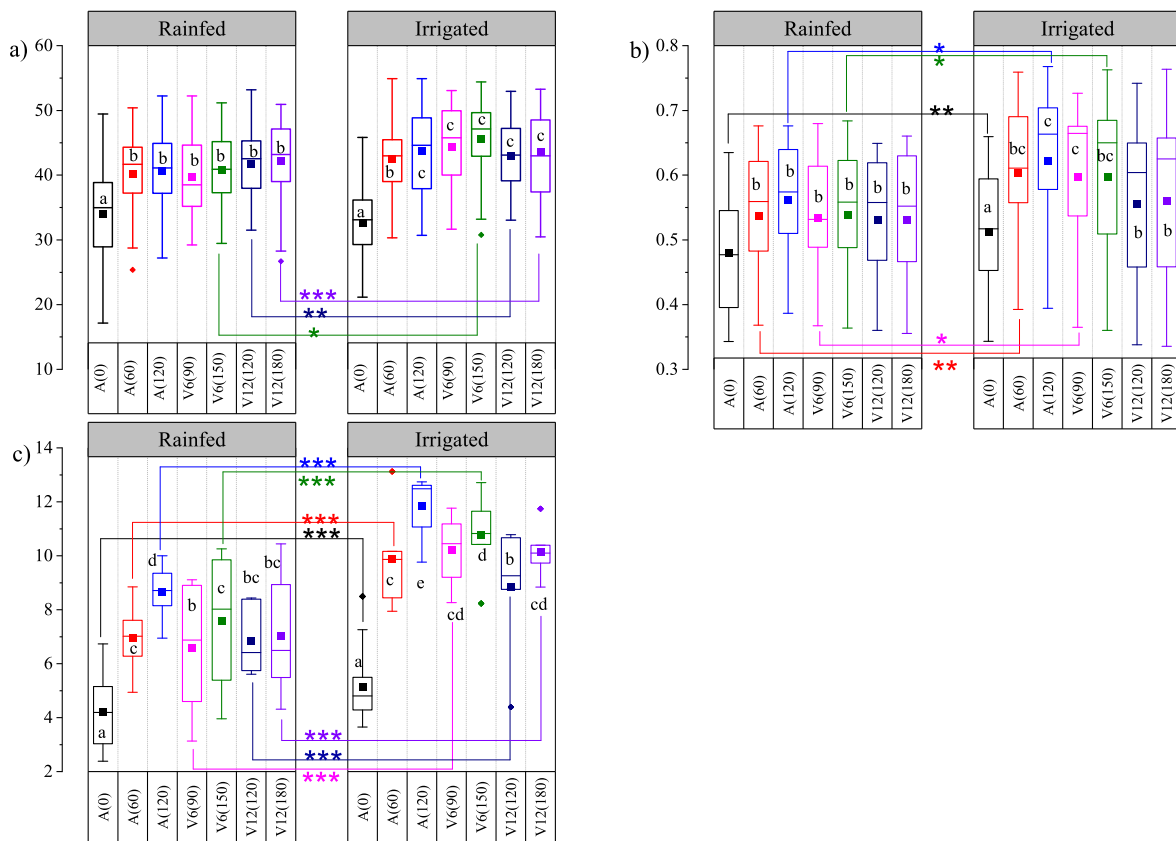 a)
Rainfed
Irrigated
60
50
40
30
20
10
a
b
b
b
b
b
b
a
b
c
c
c
c
c
***
**
*
A(0)
A(60)
A(120)
V6(90)
V6(150)
V12(120)
V12(180)
A(0)
A(60)
A(120)
V6(90)
V6(150)
V12(120)
V12(180)
b)
Rainfed
Irrigated
0.8
0.7
0.6
0.5
0.4
0.3
*
*
**
b
b
b
b
b
b
a
bc
c
c
bc
b
b
*
**
A(0)
A(60)
A(120)
V6(90)
V6(150)
V12(120)
V12(180)
A(0)
A(60)
A(120)
V6(90)
V6(150)
V12(120)
V12(180)
c)
Rainfed
Irrigated
14
12
10
8
6
4
2
***
***
***
***
a
c
d
b
c
bc
bc
a
c
e
cd
d
b
cd
***
***
***
A(0)
A(60)
A(120)
V6(90)
V6(150)
V12(120)
V12(180)
A(0)
A(60)
A(120)
V6(90)
V6(150)
V12(120)
V12(180)